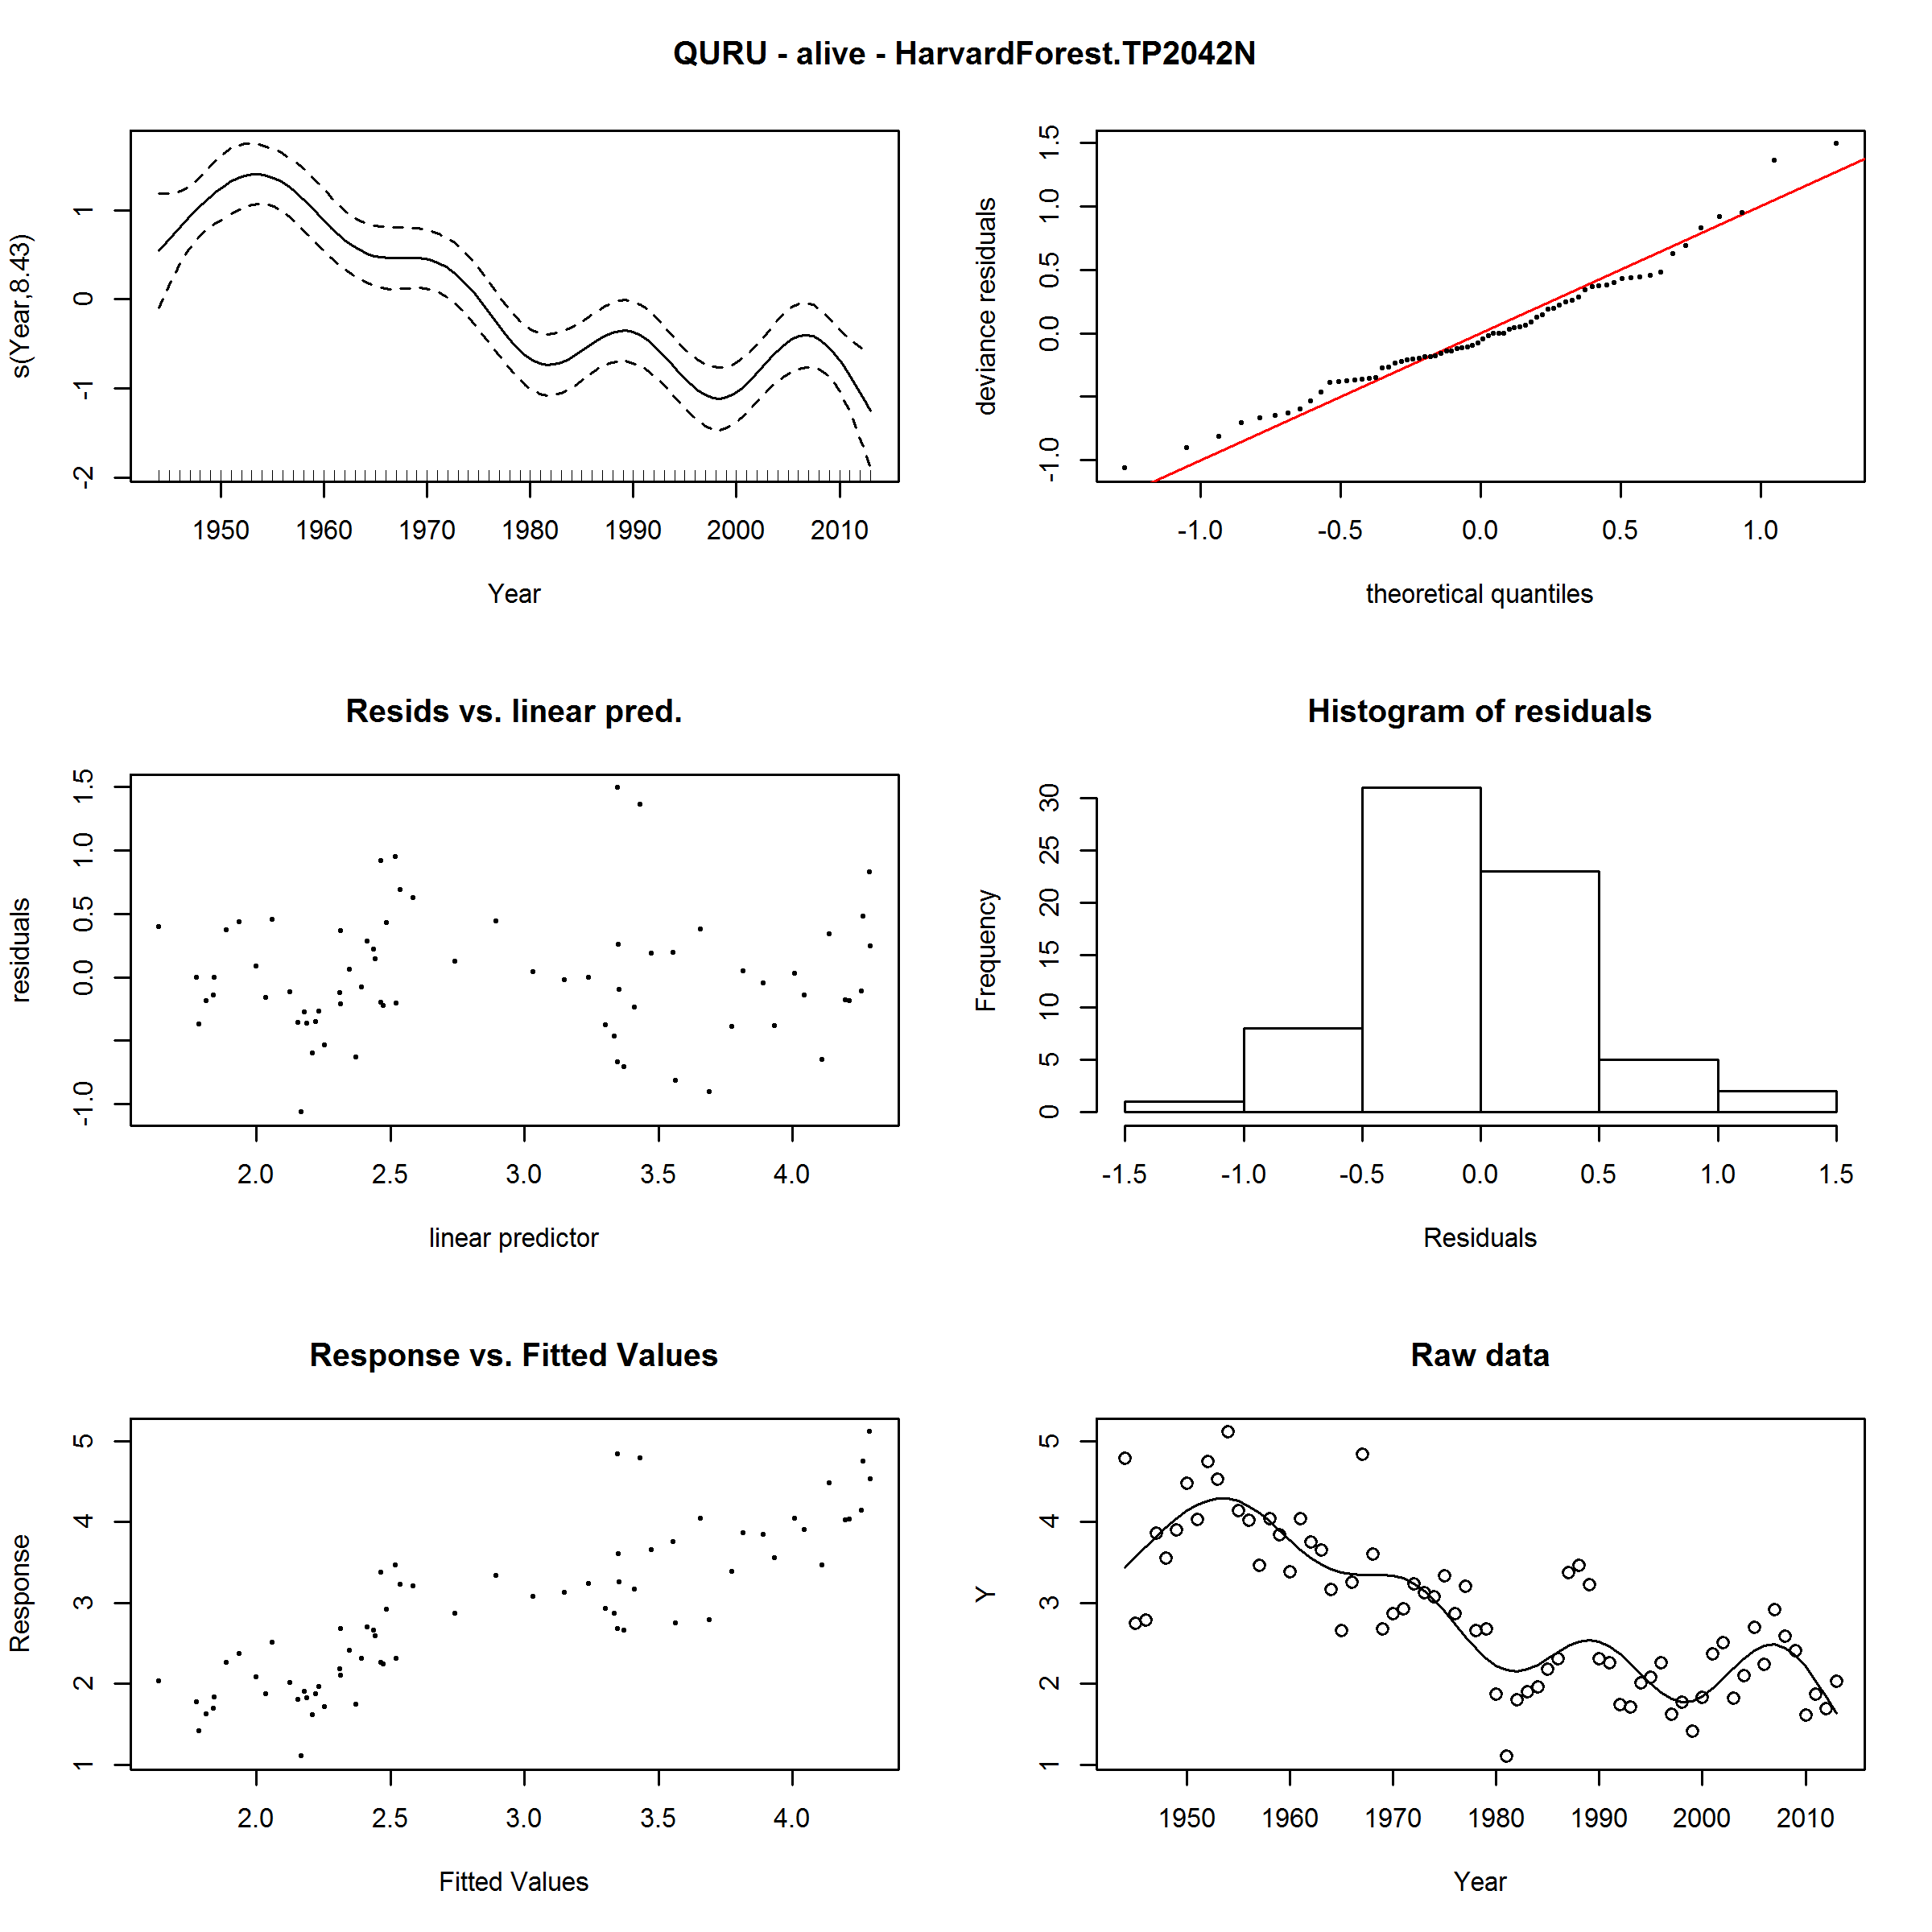 QURU - alive - HarvardForest.TP2042N
s(Year,8.43)
1
0
-1
-2
1950 1960 1970 1980 1990 2000 2010
Year
deviance residuals
1.5
1.0
0.5
0.0
-1.0
-1.0 -0.5 0.0 0.5 1.0
theoretical quantiles
Resids vs. linear pred.
residuals
1.5
1.0
0.5
0.0
-1.0
2.0 2.5 3.0 3.5 4.0
linear predictor
Histogram of residuals
Frequency
30
25
20
15
10
5
0
-1.5 -1.0 -0.5 0.0 0.5 1.0 1.5
Residuals
Response vs. Fitted Values
Response
5
4
3
2
1
2.0 2.5 3.0 3.5 4.0
Fitted Values
Raw data
Y
5
4
3
2
1
1950 1960 1970 1980 1990 2000 2010
Year